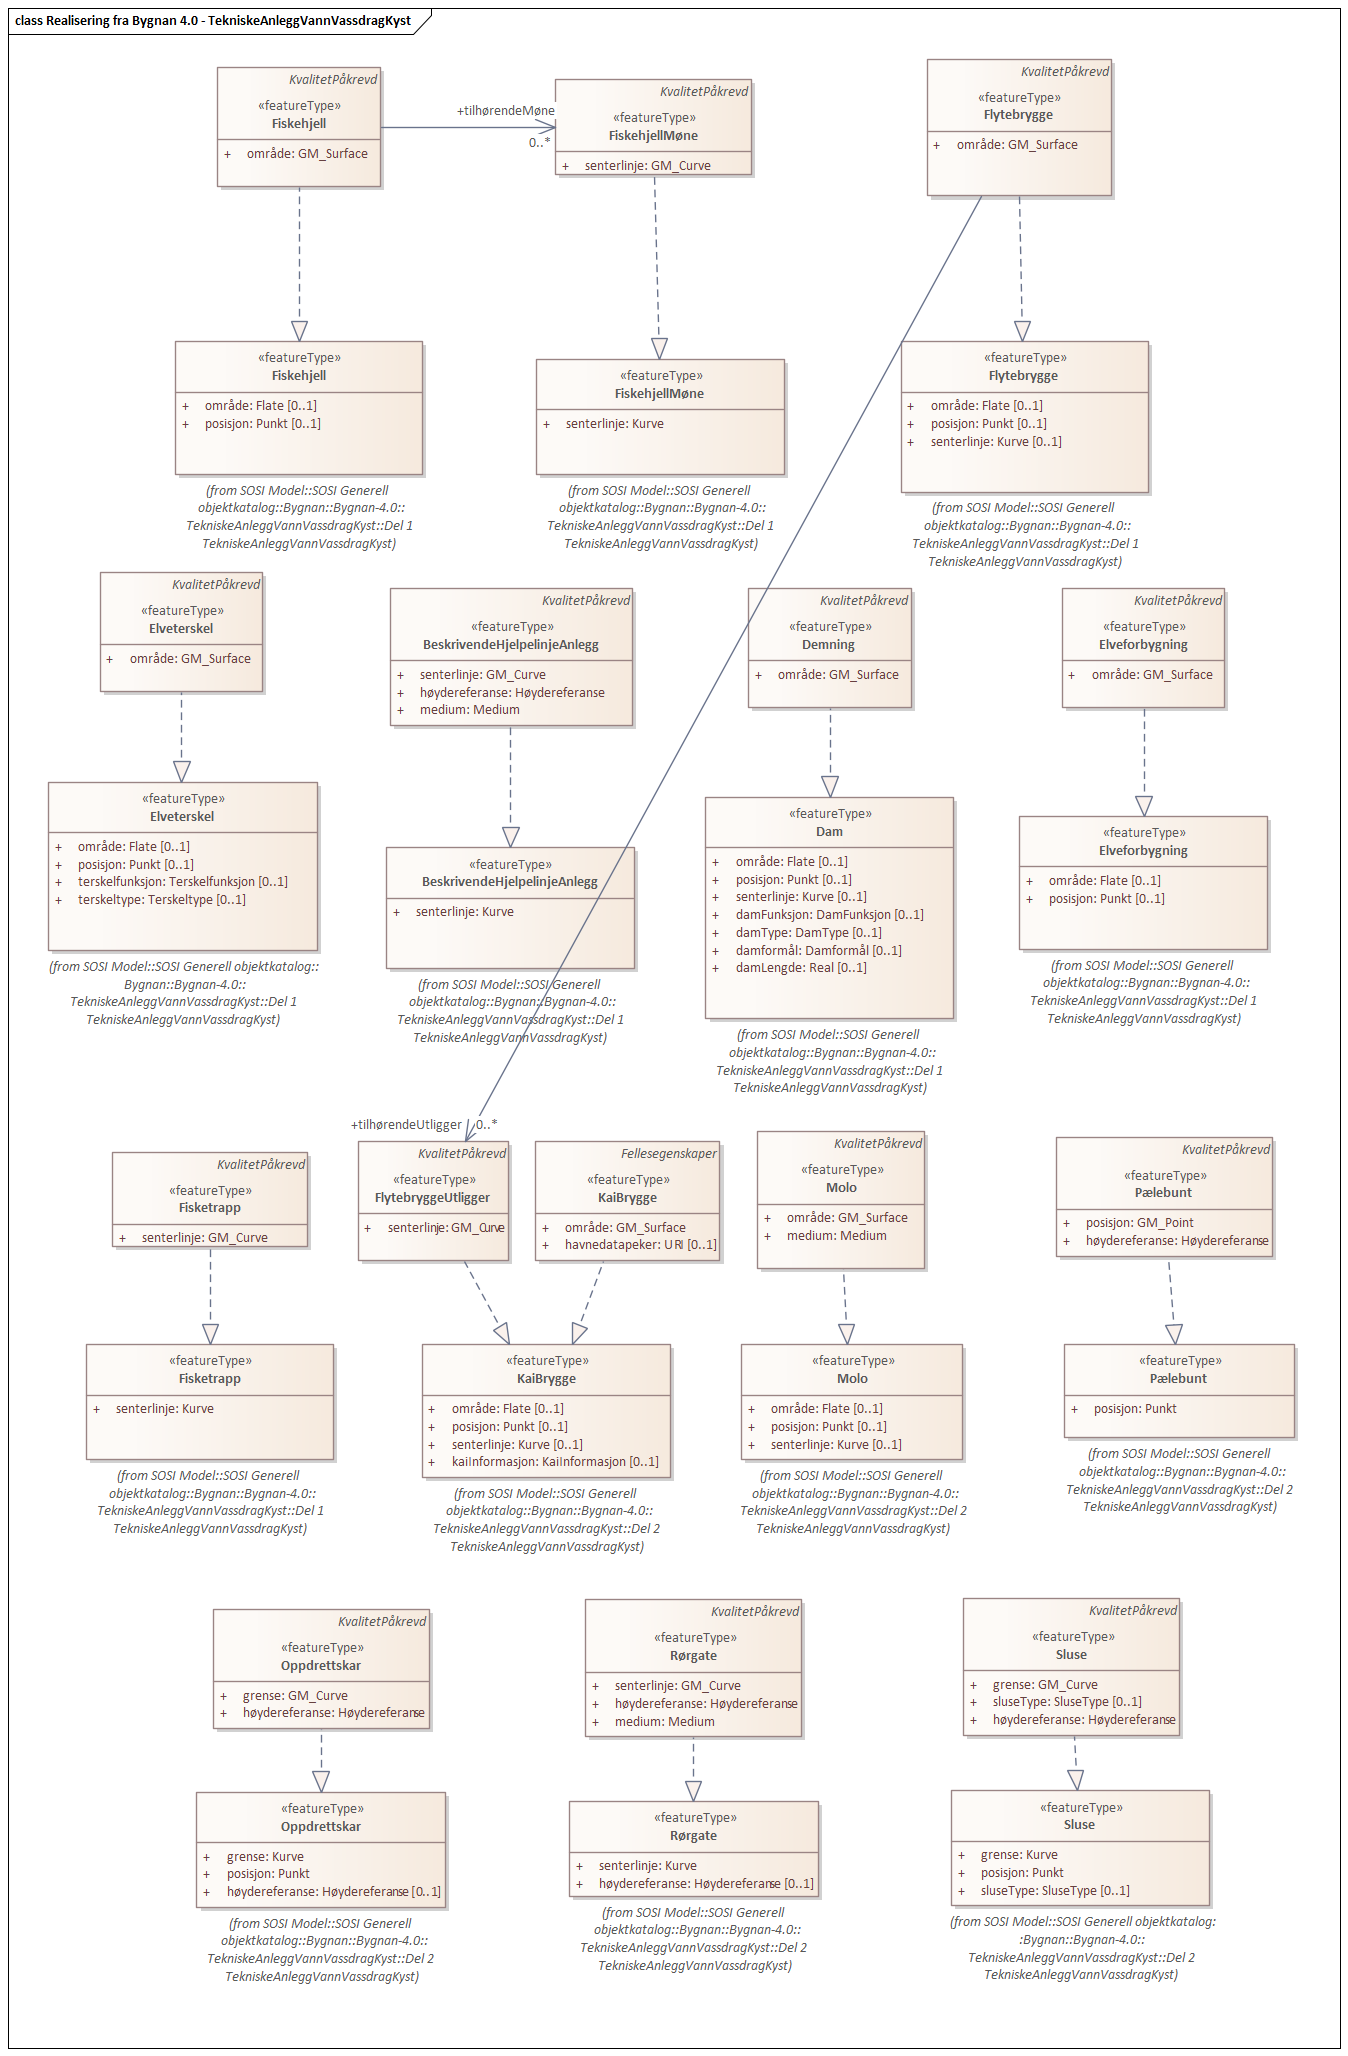 class Realisering fra Bygnan 4.0 - TekniskeAnleggVannVassdragKyst
KvalitetPåkrevd
«featureType»
Fiskehjell
+ område: GM_Surface
+tilhørendeMøne
0..*
KvalitetPåkrevd
«featureType»
FiskehjellMøne
+ senterlinje: GM_Curve
KvalitetPåkrevd
«featureType»
Flytebrygge
+ område: GM_Surface
«featureType»
Fiskehjell
+ område: Flate [0..1]
+ posisjon: Punkt [0..1]
(from SOSI Model::SOSI Generell
objektkatalog::Bygnan::Bygnan-4.0::
TekniskeAnleggVannVassdragKyst::Del 1
TekniskeAnleggVannVassdragKyst)
«featureType»
FiskehjellMøne
+ senterlinje: Kurve
(from SOSI Model::SOSI Generell
objektkatalog::Bygnan::Bygnan-4.0::
TekniskeAnleggVannVassdragKyst::Del 1
TekniskeAnleggVannVassdragKyst)
«featureType»
Flytebrygge
+ område: Flate [0..1]
+ posisjon: Punkt [0..1]
+ senterlinje: Kurve [0..1]
(from SOSI Model::SOSI Generell
objektkatalog::Bygnan::Bygnan-4.0::
TekniskeAnleggVannVassdragKyst::Del 1
TekniskeAnleggVannVassdragKyst)
KvalitetPåkrevd
«featureType»
Elveterskel
+ område: GM_Surface
KvalitetPåkrevd
«featureType»
BeskrivendeHjelpelinjeAnlegg
+ senterlinje: GM_Curve
+ høydereferanse: Høydereferanse
+ medium: Medium
KvalitetPåkrevd
«featureType»
Demning
+ område: GM_Surface
KvalitetPåkrevd
«featureType»
Elveforbygning
+ område: GM_Surface
«featureType»
Elveterskel
+ område: Flate [0..1]
+ posisjon: Punkt [0..1]
+ terskelfunksjon: Terskelfunksjon [0..1]
+ terskeltype: Terskeltype [0..1]
(from SOSI Model::SOSI Generell objektkatalog::
Bygnan::Bygnan-4.0::
TekniskeAnleggVannVassdragKyst::Del 1
TekniskeAnleggVannVassdragKyst)
«featureType»
BeskrivendeHjelpelinjeAnlegg
+ senterlinje: Kurve
(from SOSI Model::SOSI Generell
objektkatalog::Bygnan::Bygnan-4.0::
TekniskeAnleggVannVassdragKyst::Del 1
TekniskeAnleggVannVassdragKyst)
«featureType»
Dam
+ område: Flate [0..1]
+ posisjon: Punkt [0..1]
+ senterlinje: Kurve [0..1]
+ damFunksjon: DamFunksjon [0..1]
+ damType: DamType [0..1]
+ damformål: Damformål [0..1]
+ damLengde: Real [0..1]
(from SOSI Model::SOSI Generell
objektkatalog::Bygnan::Bygnan-4.0::
TekniskeAnleggVannVassdragKyst::Del 1
TekniskeAnleggVannVassdragKyst)
«featureType»
Elveforbygning
+ område: Flate [0..1]
+ posisjon: Punkt [0..1]
(from SOSI Model::SOSI Generell
objektkatalog::Bygnan::Bygnan-4.0::
TekniskeAnleggVannVassdragKyst::Del 1
TekniskeAnleggVannVassdragKyst)
KvalitetPåkrevd
«featureType»
Fisketrapp
+ senterlinje: GM_Curve
+tilhørendeUtligger
0..*
KvalitetPåkrevd
«featureType»
FlytebryggeUtligger
+ senterlinje: GM_Curve
Fellesegenskaper
«featureType»
KaiBrygge
+ område: GM_Surface
+ havnedatapeker: URI [0..1]
KvalitetPåkrevd
«featureType»
Molo
+ område: GM_Surface
+ medium: Medium
KvalitetPåkrevd
«featureType»
Pælebunt
+ posisjon: GM_Point
+ høydereferanse: Høydereferanse
«featureType»
Fisketrapp
+ senterlinje: Kurve
(from SOSI Model::SOSI Generell
objektkatalog::Bygnan::Bygnan-4.0::
TekniskeAnleggVannVassdragKyst::Del 1
TekniskeAnleggVannVassdragKyst)
«featureType»
KaiBrygge
+ område: Flate [0..1]
+ posisjon: Punkt [0..1]
+ senterlinje: Kurve [0..1]
+ kaiInformasjon: KaiInformasjon [0..1]
(from SOSI Model::SOSI Generell
objektkatalog::Bygnan::Bygnan-4.0::
TekniskeAnleggVannVassdragKyst::Del 2
TekniskeAnleggVannVassdragKyst)
«featureType»
Molo
+ område: Flate [0..1]
+ posisjon: Punkt [0..1]
+ senterlinje: Kurve [0..1]
(from SOSI Model::SOSI Generell
objektkatalog::Bygnan::Bygnan-4.0::
TekniskeAnleggVannVassdragKyst::Del 2
TekniskeAnleggVannVassdragKyst)
«featureType»
Pælebunt
+ posisjon: Punkt
(from SOSI Model::SOSI Generell
objektkatalog::Bygnan::Bygnan-4.0::
TekniskeAnleggVannVassdragKyst::Del 2
TekniskeAnleggVannVassdragKyst)
KvalitetPåkrevd
«featureType»
Oppdrettskar
+ grense: GM_Curve
+ høydereferanse: Høydereferanse
KvalitetPåkrevd
«featureType»
Rørgate
+ senterlinje: GM_Curve
+ høydereferanse: Høydereferanse
+ medium: Medium
KvalitetPåkrevd
«featureType»
Sluse
+ grense: GM_Curve
+ sluseType: SluseType [0..1]
+ høydereferanse: Høydereferanse
«featureType»
Oppdrettskar
+ grense: Kurve
+ posisjon: Punkt
+ høydereferanse: Høydereferanse [0..1]
(from SOSI Model::SOSI Generell
objektkatalog::Bygnan::Bygnan-4.0::
TekniskeAnleggVannVassdragKyst::Del 2
TekniskeAnleggVannVassdragKyst)
«featureType»
Rørgate
+ senterlinje: Kurve
+ høydereferanse: Høydereferanse [0..1]
(from SOSI Model::SOSI Generell
objektkatalog::Bygnan::Bygnan-4.0::
TekniskeAnleggVannVassdragKyst::Del 2
TekniskeAnleggVannVassdragKyst)
«featureType»
Sluse
+ grense: Kurve
+ posisjon: Punkt
+ sluseType: SluseType [0..1]
(from SOSI Model::SOSI Generell objektkatalog:
:Bygnan::Bygnan-4.0::
TekniskeAnleggVannVassdragKyst::Del 2
TekniskeAnleggVannVassdragKyst)